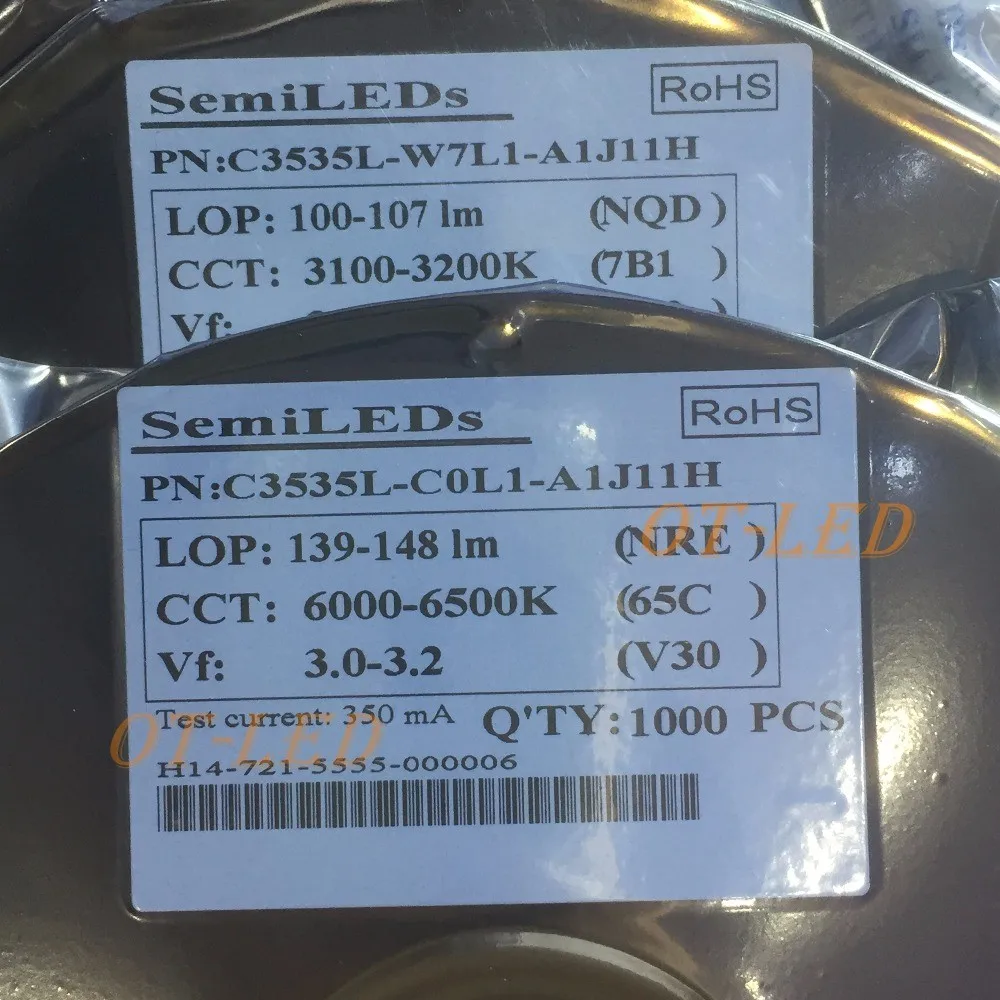 SemiLEDs
RoHS
PN:C3535L-W7L1-A1J11H
LOP: 100-107 lm (NQD )
CCT: 3100-3200K (7B1 )
Vf:
SemiLEDs
RoHS
PN:C3535L-C0L1-A1J11H
LOP: 139-148 lm (NRE )
CCT: 6000-6500K (65C )
Vf: 3.0-3.2 (V30 )
Test current: 350 mA Q'TY:1000 PCS
H14-721-5555-000006
OT-LED
OT-LED